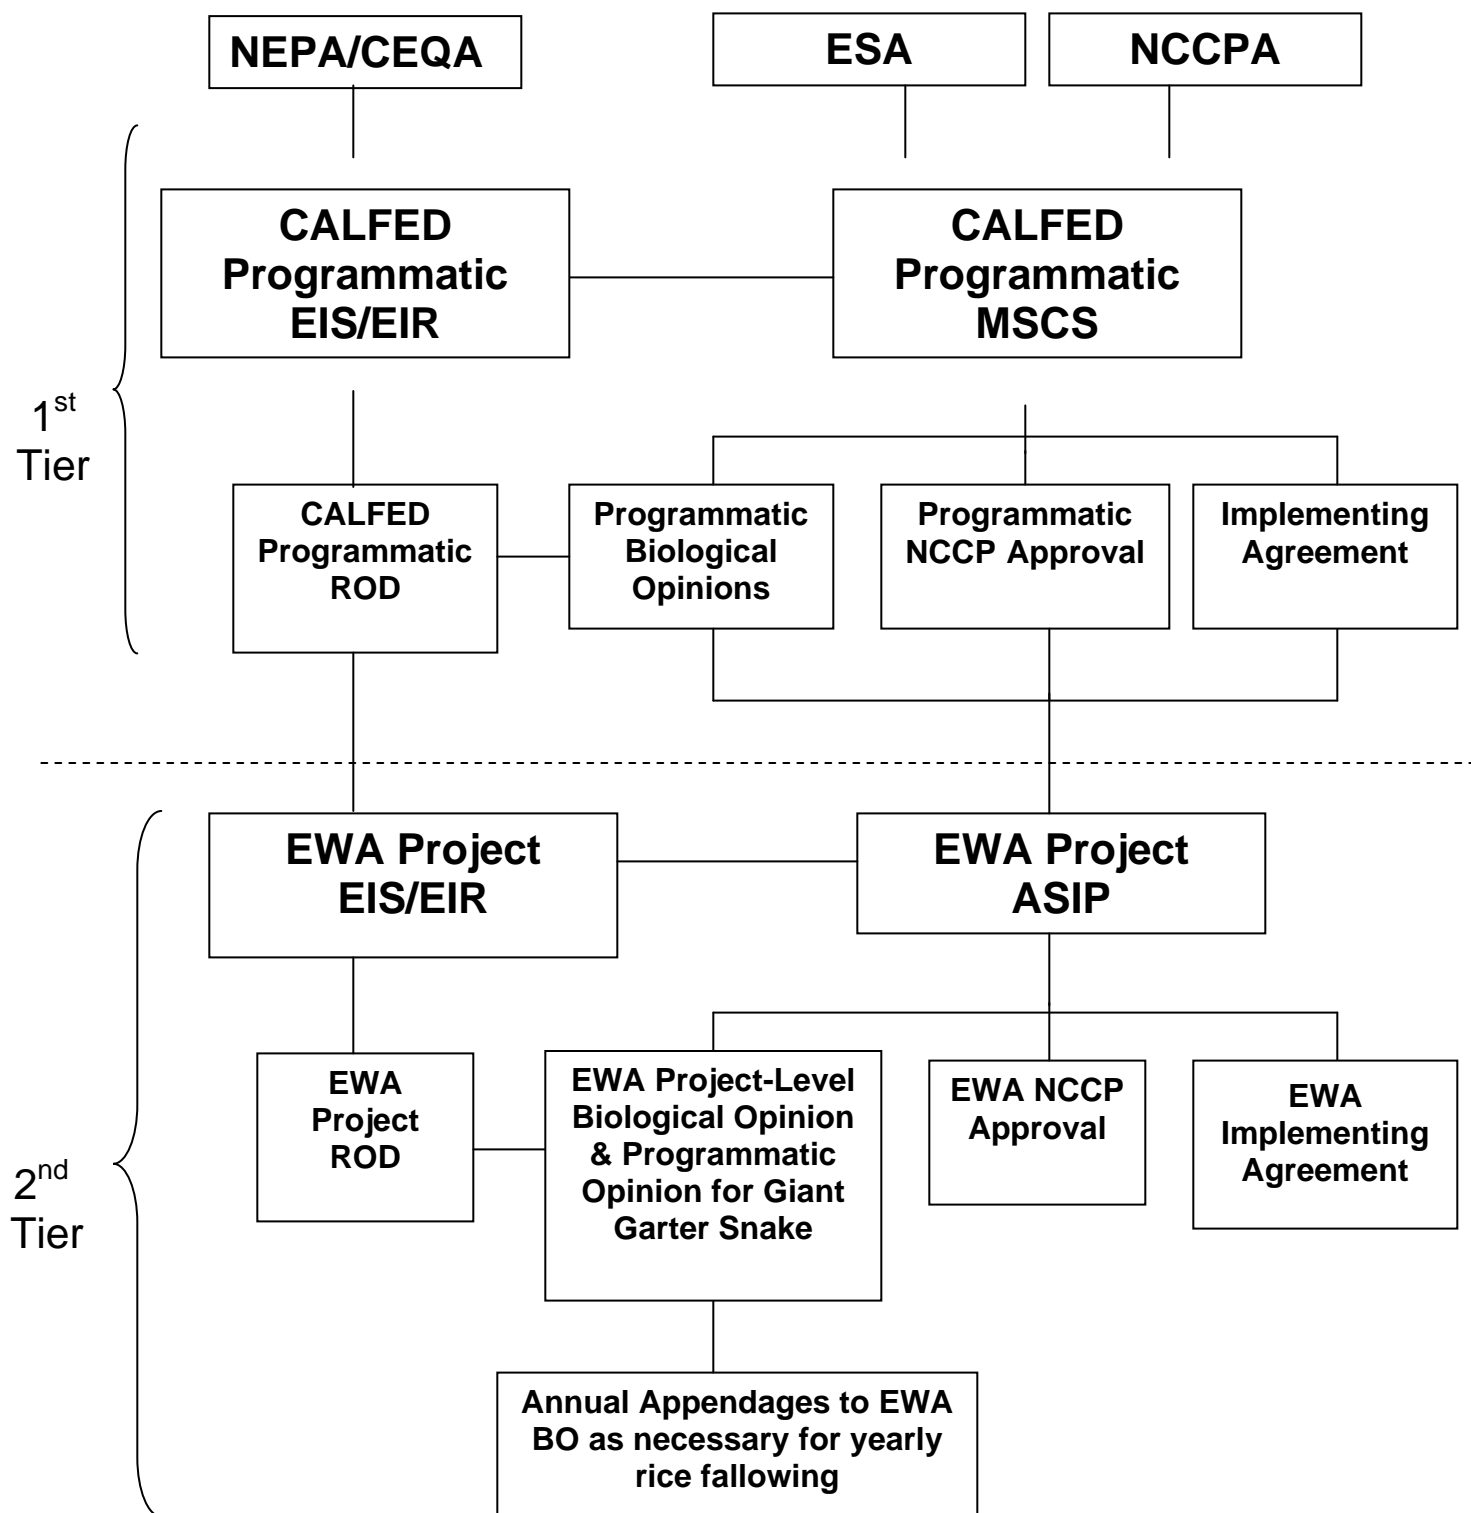 NEPA/CEQA
ESA
NCCPA
CALFED
Programmatic
EIS/EIR
CALFED
Programmatic
MSCS
1st
Tier
CALFED
Programmatic
ROD
Programmatic
Biological
Opinions
Programmatic
NCCP Approval
Implementing
Agreement
EWA Project
EIS/EIR
EWA Project
ASIP
2nd
Tier
EWA
Project
ROD
EWA Project-Level
Biological Opinion
& Programmatic
Opinion for Giant
Garter Snake
EWA NCCP
Approval
EWA
Implementing
Agreement
Annual Appendages to EWA
BO as necessary for yearly
rice fallowing